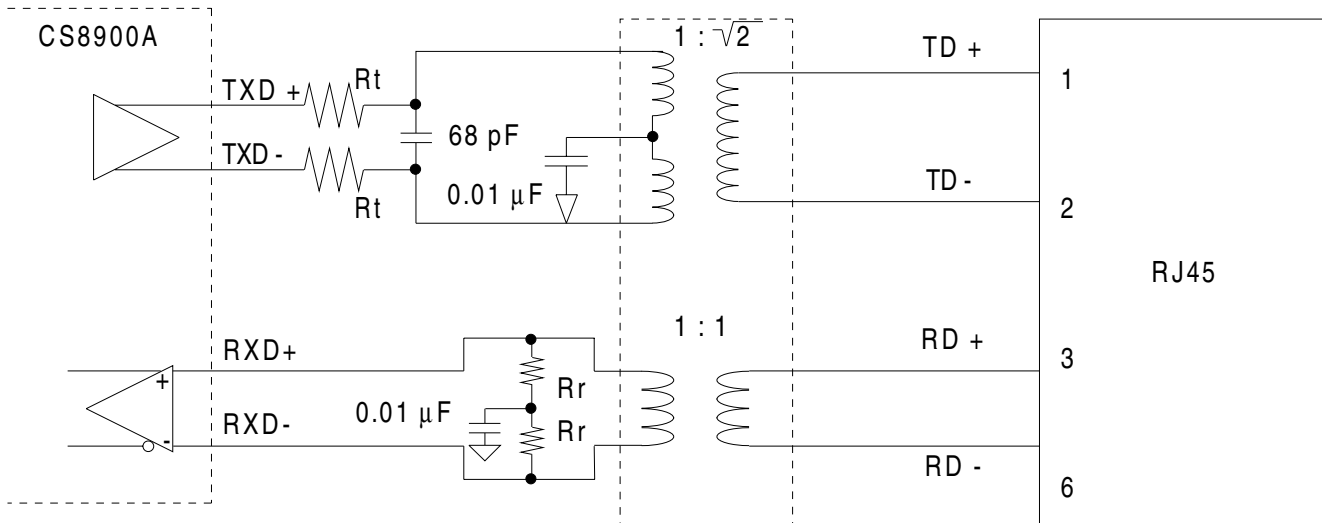 CS8900A
1 : √2
TD +
TXD +
Rt
1
68 pF
TXD -
Rt
0.01 µF
TD -
2
RJ45
1 : 1
RXD+
RD +
3
+
Rr
0.01 µF
RXD-
-
Rr
RD -
6